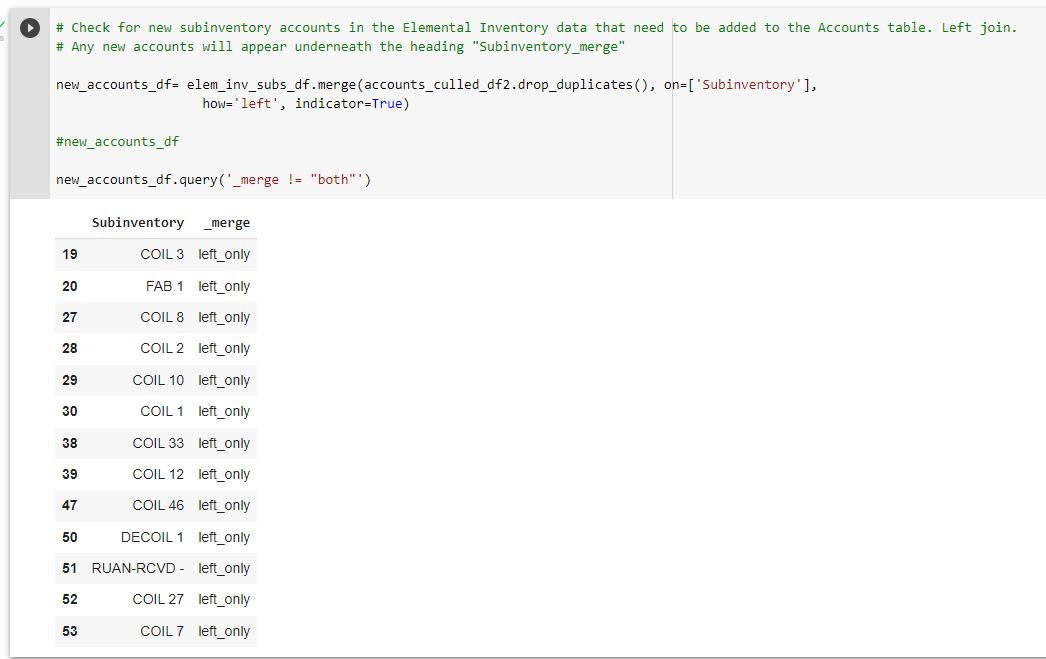 # Check for new subinventory accounts in the Elemental Inventory data that need to be added to the Accounts table. Left join.
# Any new accounts will appear underneath the heading "Subinventory_merge"
new_accounts_df= elem_inv_subs_df.merge(accounts_culled_df2.drop_duplicates(), on=['Subinventory'],
how='left', indicator=True)
#new_accounts_df
new_accounts_df.query('_merge != "both"')
Subinventory _merge
19 COIL 3 left_only
20 FAB 1 left_only
27 COIL 8 left_only
28 COIL 2 left_only
29 COIL 10 left_only
30 COIL 1 left_only
38 COIL 33 left_only
39 COIL 12 left_only
47 COIL 46 left_only
50 DECOIL 1 left_only
51 RUAN-RCVD - left_only
52 COIL 27 left_only
53 COIL 7 left_only